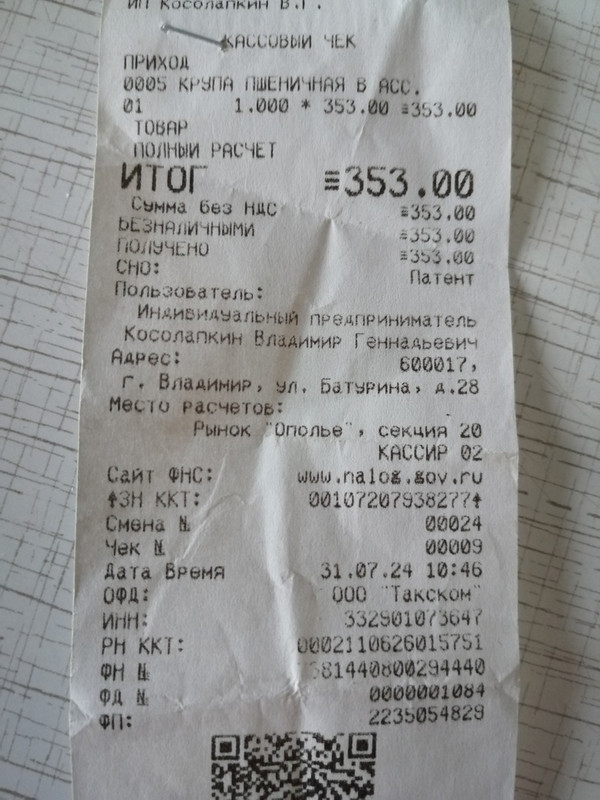 ИП Косолапкин В.Г.
КАССОВЫЙ ЧЕК
ПРИХОД
0005 КРУПА ПШЕНИЧНАЯ В АСС.
01 1.000 * 353.00 ≡353.00
ТОВАР
ПОЛНЫЙ РАСЧЕТ
ИТОГ ≡353.00
Сумма без НДС ≡353.00
БЕЗНАЛИЧНЫМИ ≡353.00
ПОЛУЧЕНО ≡353.00
СНО: Патент
Пользователь:
Индивидуальный предприниматель
Косолапкин Владимир Геннадьевич
Адрес: 600017,
г. Владимир, ул. Батурина, д.28
Место расчетов:
Рынок "Ополье", секция 20
КАССИР 02
Сайт ФНС: www.nalog.gov.ru
↑ЗН ККТ: 00107207938277↑
Смена № 00024
Чек № 00009
Дата Время 31.07.24 10:46
ОФД: ООО "Такском"
ИНН: 332901073647
РН ККТ: 0002110626015751
ФН №
ФД № 0000001084
ФП: 2235054829